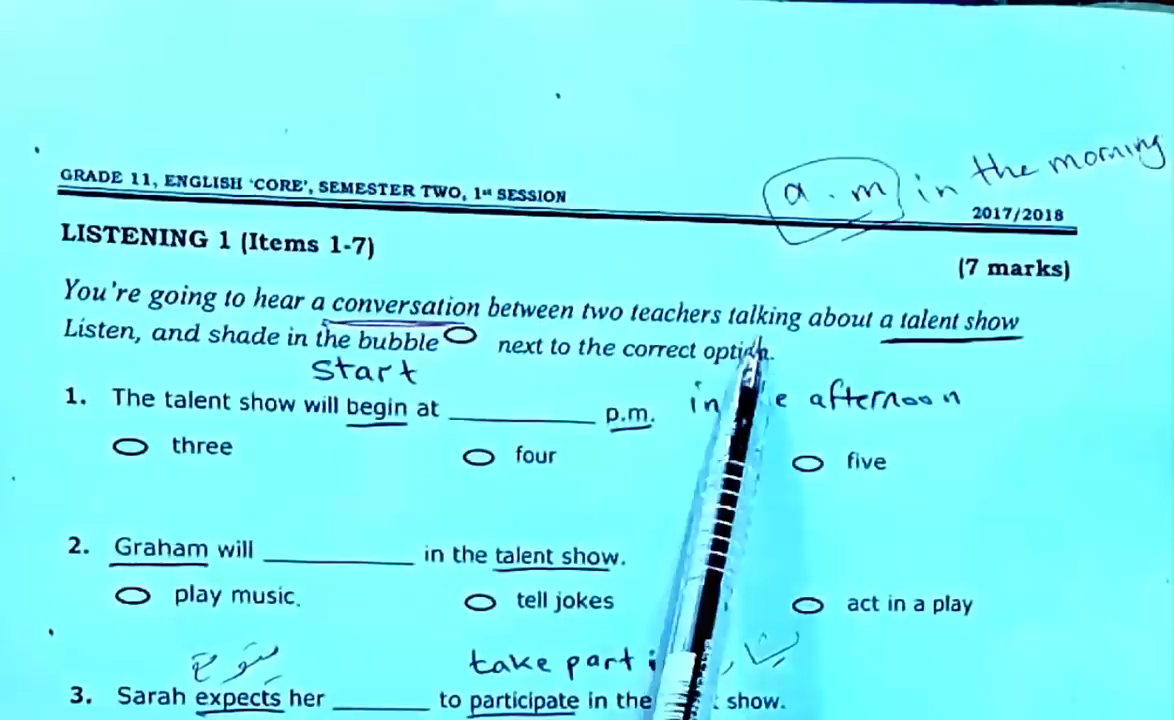 a.m in the morning
GRADE 11, ENGLISH 'CORE', SEMESTER TWO, 1st SESSION
2017/2018
LISTENING 1 (Items 1-7)
(7 marks)
You're going to hear a conversation between two teachers talking about a talent show
Listen, and shade in the bubble next to the correct option.
start
1. The talent show will begin at __________ p.m. in e afternoon
three four five
2. Graham will __________ in the talent show.
play music. tell jokes act in a play
take part
3. Sarah expects her __________ to participate in the show.